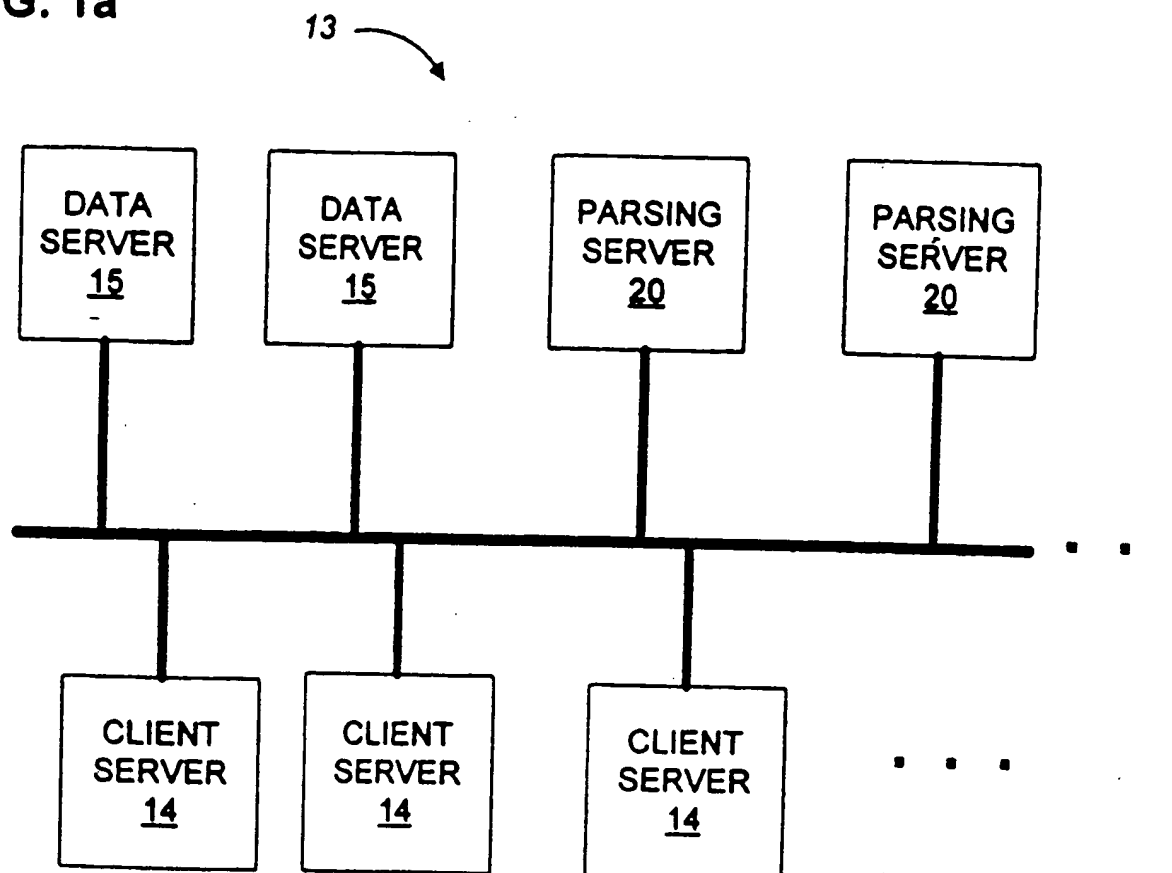 G. 1a
13
DATA
SERVER
15
DATA
SERVER
15
PARSING
SERVER
20
PARSING
SERVER
20
CLIENT
SERVER
14
CLIENT
SERVER
14
CLIENT
SERVER
14